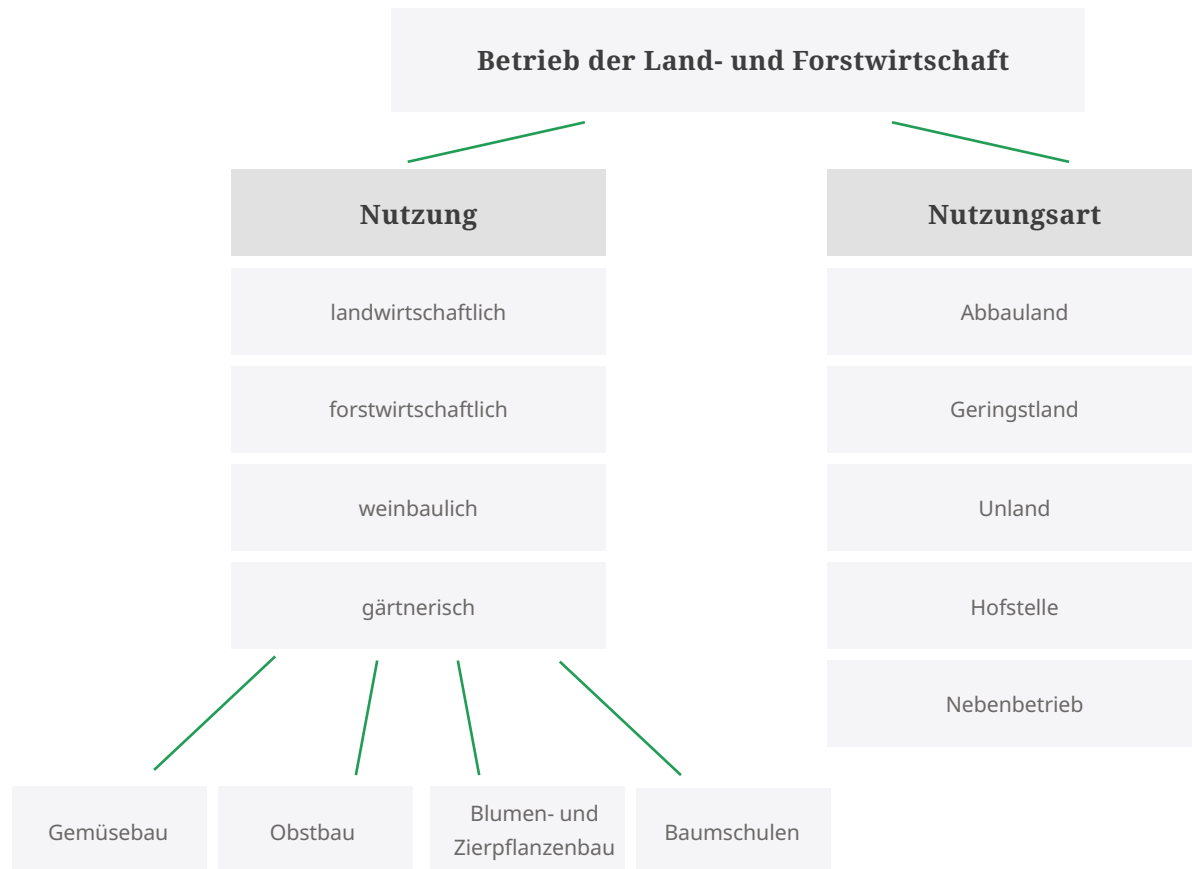 Betrieb der Land- und Forstwirtschaft
Nutzung
landwirtschaftlich
forstwirtschaftlich
weinbaulich
gärtnerisch
Gemüsebau
Obstbau
Blumen- und
Zierpflanzenbau
Baumschulen
Nutzungsart
Abbauland
Geringstland
Unland
Hofstelle
Nebenbetrieb